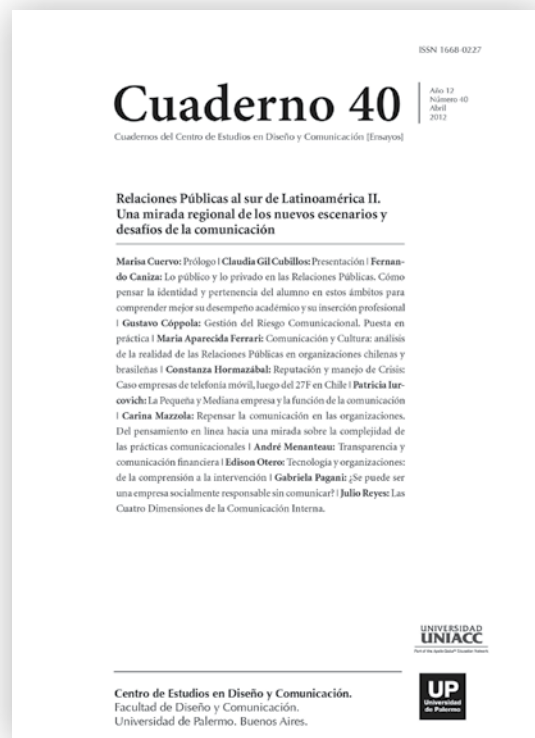 ISSN 1668-0227
Cuaderno 40
Año 12
Número 40
Abril
2012
Cuadernos del Centro de Estudios en Diseño y Comunicación [Ensayos]
Relaciones Públicas al sur de Latinoamérica II.
Una mirada regional de los nuevos escenarios y
desafíos de la comunicación
Marisa Cuervo: Prólogo | Claudia Gil Cubillos: Presentación | Fernan-
do Caniza: Lo público y lo privado en las Relaciones Públicas. Cómo
pensar la identidad y pertenencia del alumno en estos ámbitos para
comprender mejor su desempeño académico y su inserción profesional
| Gustavo Cóppola: Gestión del Riesgo Comunicacional. Puesta en
práctica | Maria Aparecida Ferrari: Comunicación y Cultura: análisis
de la realidad de las Relaciones Públicas en organizaciones chilenas y
brasileñas | Constanza Hormazábal: Reputación y manejo de Crisis:
Caso empresas de telefonía móvil, luego del 27F en Chile | Patricia Iur-
covich: La Pequeña y Mediana empresa y la función de la comunicación
| Carina Mazzola: Repensar la comunicación en las organizaciones.
Del pensamiento en línea hacia una mirada sobre la complejidad de
las prácticas comunicacionales | André Menanteau: Transparencia y
comunicación financiera | Edison Otero: Tecnología y organizaciones:
de la comprensión a la intervención | Gabriela Pagani: ¿Se puede ser
una empresa socialmente responsable sin comunicar? | Julio Reyes: Las
Cuatro Dimensiones de la Comunicación Interna.
UNIVERSIDAD
UNIACC
UP
Universidad
de Palermo
Centro de Estudios en Diseño y Comunicación.
Facultad de Diseño y Comunicación.
Universidad de Palermo. Buenos Aires.